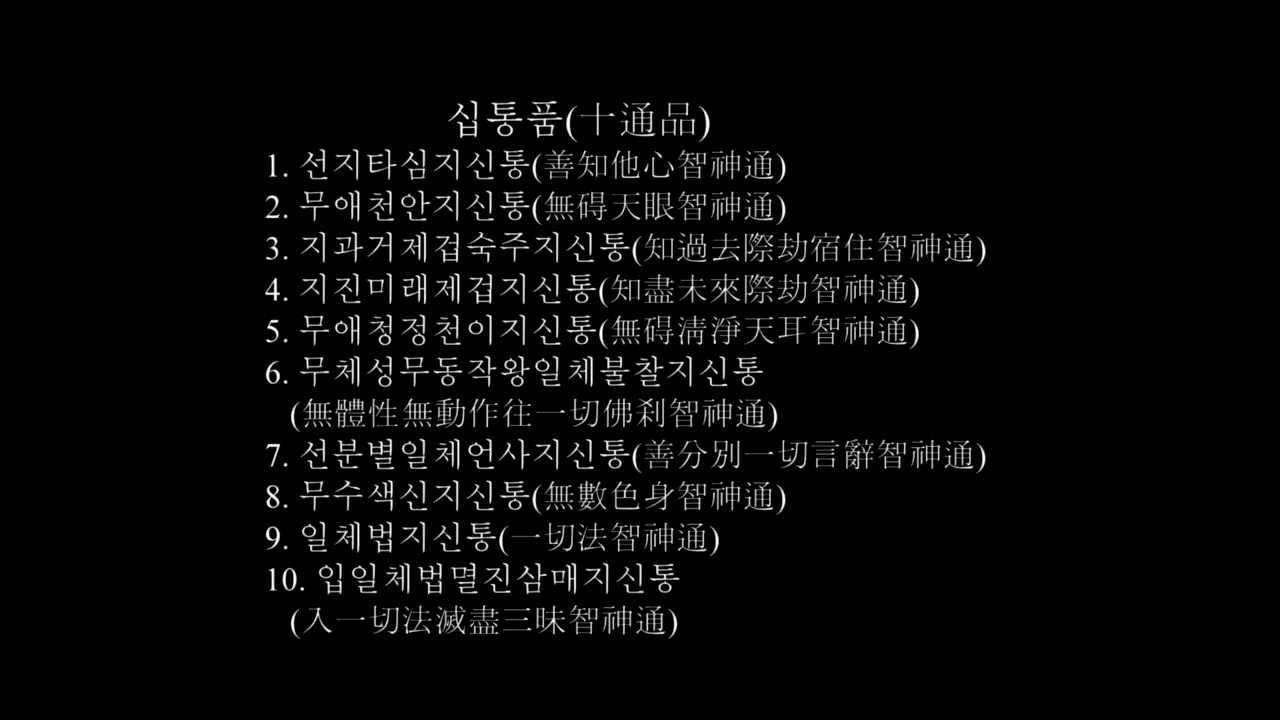 십통품(十通品)
1. 선지타심지신통(善知他心智神通)
2. 무애천안지신통(無碍天眼智神通)
3. 지과거제겁숙주지신통(知過去際劫宿住智神通)
4. 지진미래제겁지신통(知盡未來際劫智神通)
5. 무애청정천이지신통(無碍淸淨天耳智神通)
6. 무체성무동작왕일체불찰지신통
(無體性無動作往一切佛刹智神通)
7. 선분별일체언사지신통(善分別一切言辭智神通)
8. 무수색신지신통(無數色身智神通)
9. 일체법지신통(一切法智神通)
10. 입일체법멸진삼매지신통
(入一切法滅盡三昧智神通)